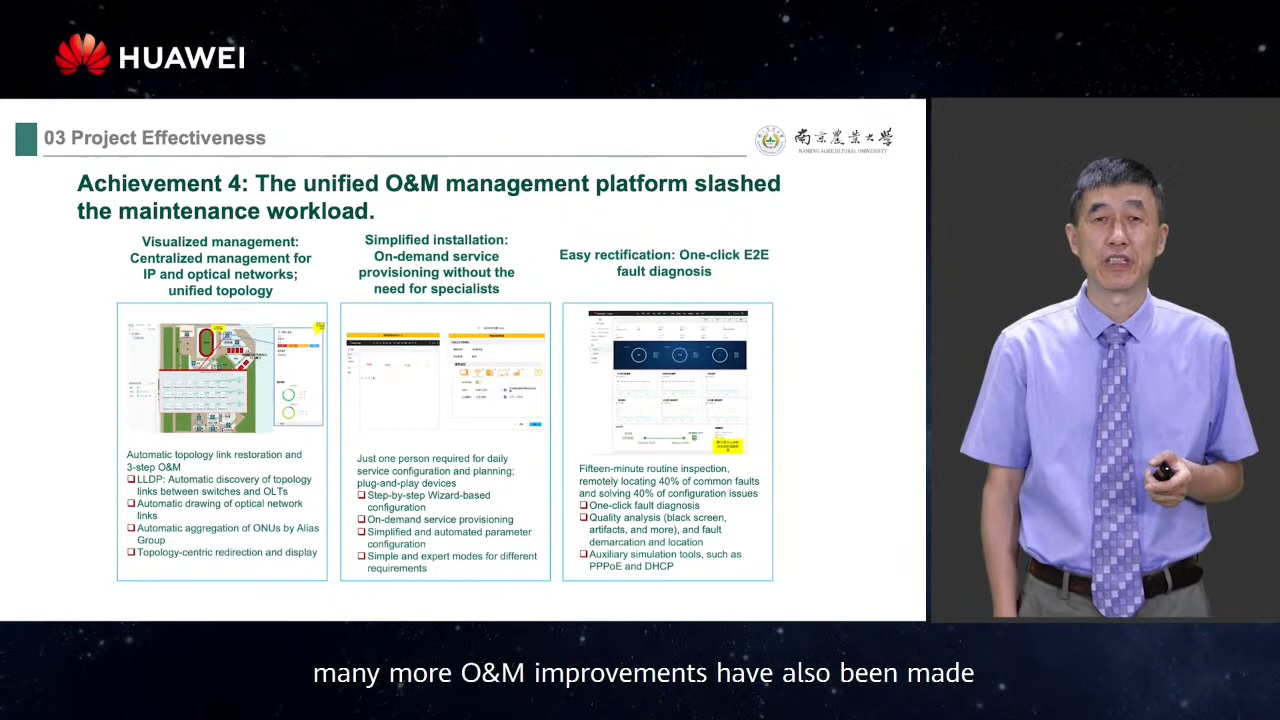 HUAWEI
03 Project Effectiveness
南京農業大學
NANJING AGRICULTURAL UNIVERSITY
Achievement 4: The unified O&M management platform slashed
the maintenance workload.
Visualized management:
Centralized management for
IP and optical networks;
unified topology
Automatic topology link restoration and
3-step O&M
LLDP: Automatic discovery of topology
links between switches and OLTs
Automatic drawing of optical network
links
Automatic aggregation of ONUs by Alias
Group
Topology-centric redirection and display
Simplified installation:
On-demand service
provisioning without the
need for specialists
Just one person required for daily
service configuration and planning;
plug-and-play devices
Step-by-step Wizard-based
configuration
On-demand service provisioning
Simplified and automated parameter
configuration
Simple and expert modes for different
requirements
Easy rectification: One-click E2E
fault diagnosis
Fifteen-minute routine inspection,
remotely locating 40% of common faults
and solving 40% of configuration issues
One-click fault diagnosis
Quality analysis (black screen,
artifacts, and more), and fault
demarcation and location
Auxiliary simulation tools, such as
PPPoE and DHCP
many more O&M improvements have also been made